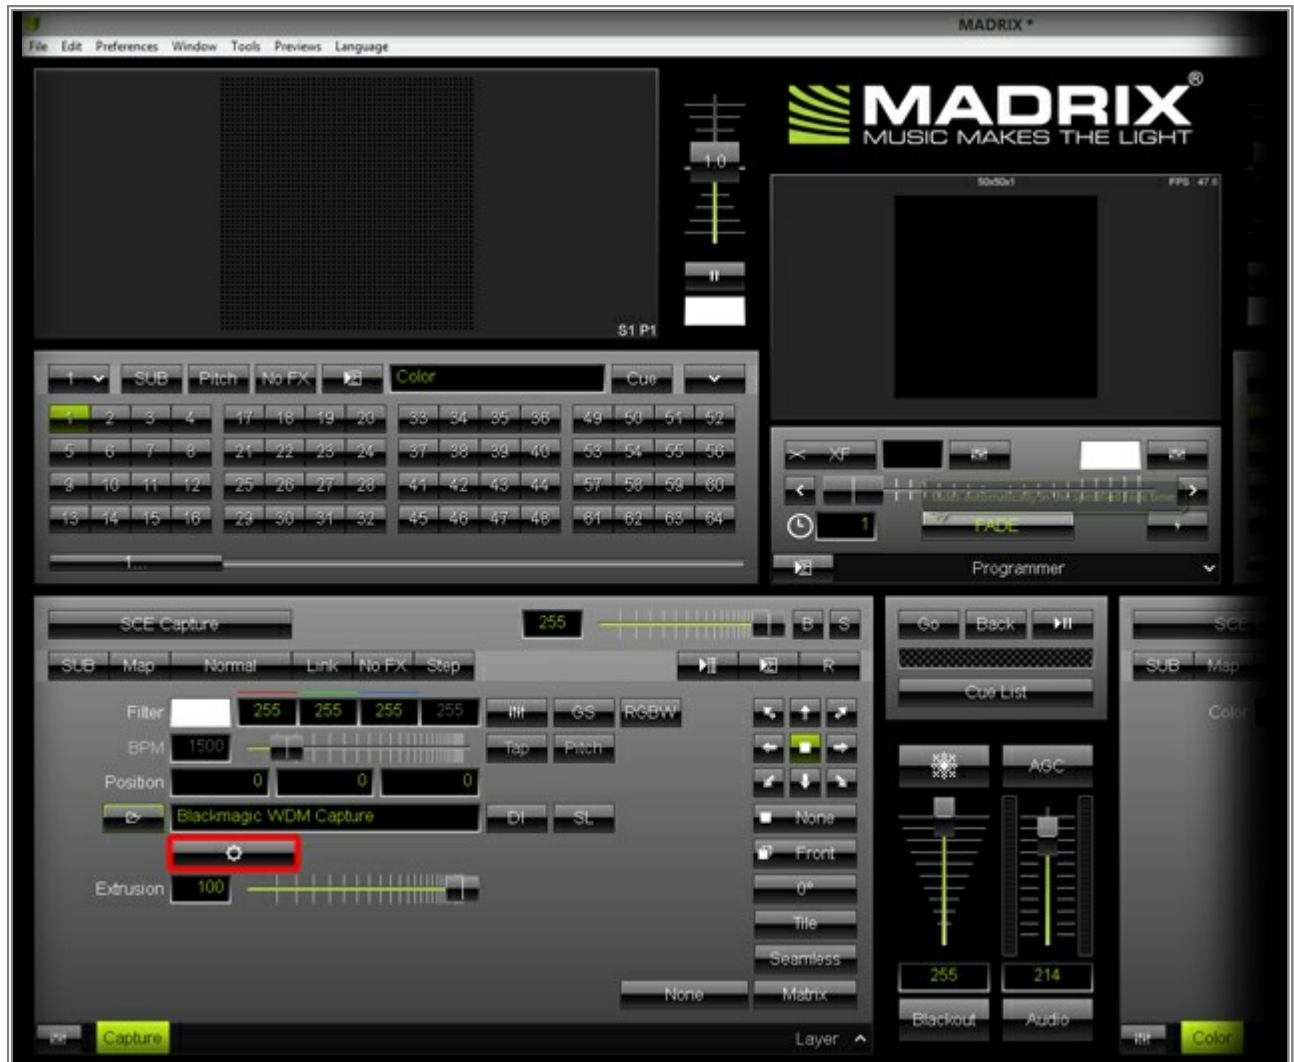 MADRIX *
File Edit Preferences Window Tools Previews Language
MADRIX®
MUSIC MAKES THE LIGHT
1.0
50x50x1 FPS : 47.6
S1 P1
1 SUB Pitch No FX Color Cue
1 2 3 4 17 18 19 20 33 34 35 36 49 50 51 52
5 6 7 8 21 22 23 24 37 38 39 40 53 54 55 56
9 10 11 12 25 26 27 28 41 42 43 44 57 58 59 60
13 14 15 16 29 30 31 32 45 46 47 48 61 62 63 64
1...
XF
1 FADE
Programmer
SCE Capture 255 B S
SUB Map Normal Link No FX Step R
Filter 255 255 255 255 GS RGBW
BPM 1500 Tap Pitch
Position 0 0 0
Blackmagic WDM Capture DI SL None
Front
Extrusion 100 0°
Tile
Seamless
None Matrix
Capture Layer
Go Back
Cue List
AGC
255 214
Blackout Audio
SCE
SUB Map
Color
Color